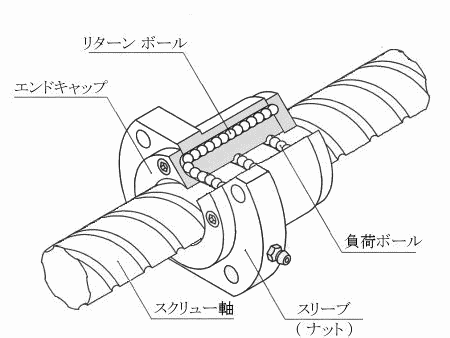 リターン ボール
エンドキャップ
負荷ボール
スクリュー軸
スリーブ
(ナット)